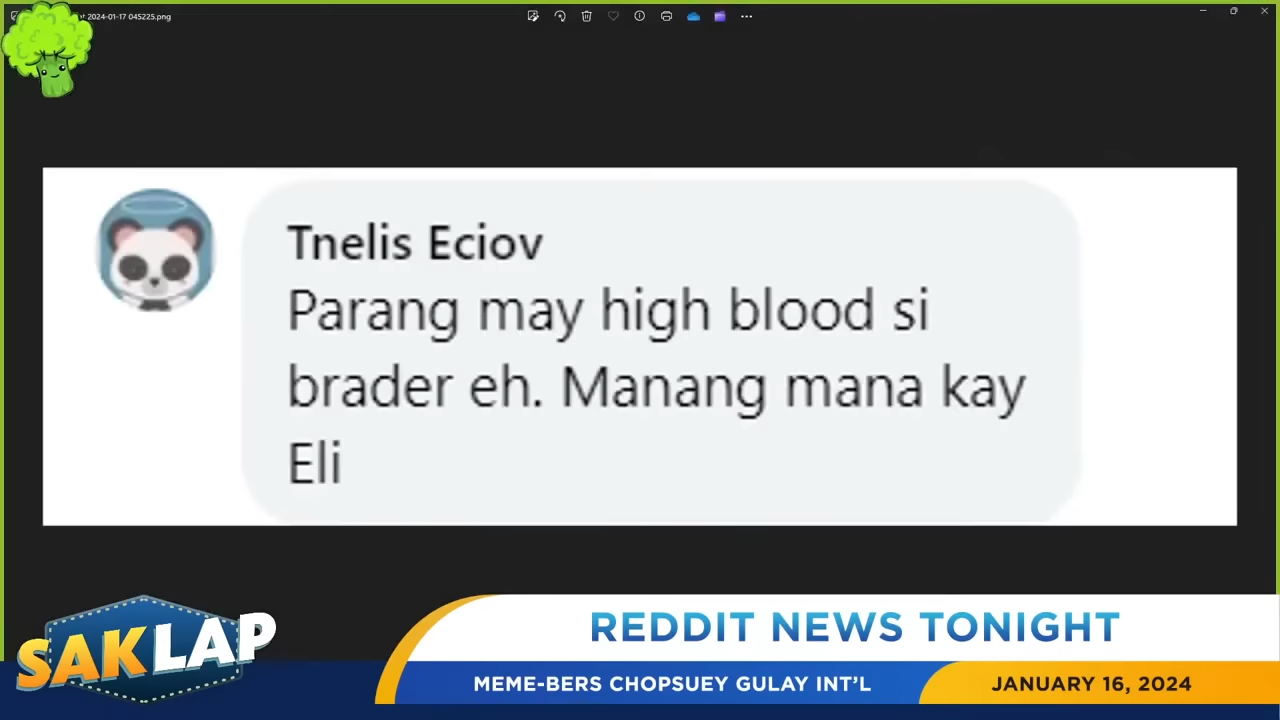 t 2024-01-17 045225.png
Tnelis Eciov
Parang may high blood si
brader eh. Manang mana kay
Eli
SAKLAP
REDDIT NEWS TONIGHT
MEME-BERS CHOPSUEY GULAY INT'L
JANUARY 16, 2024